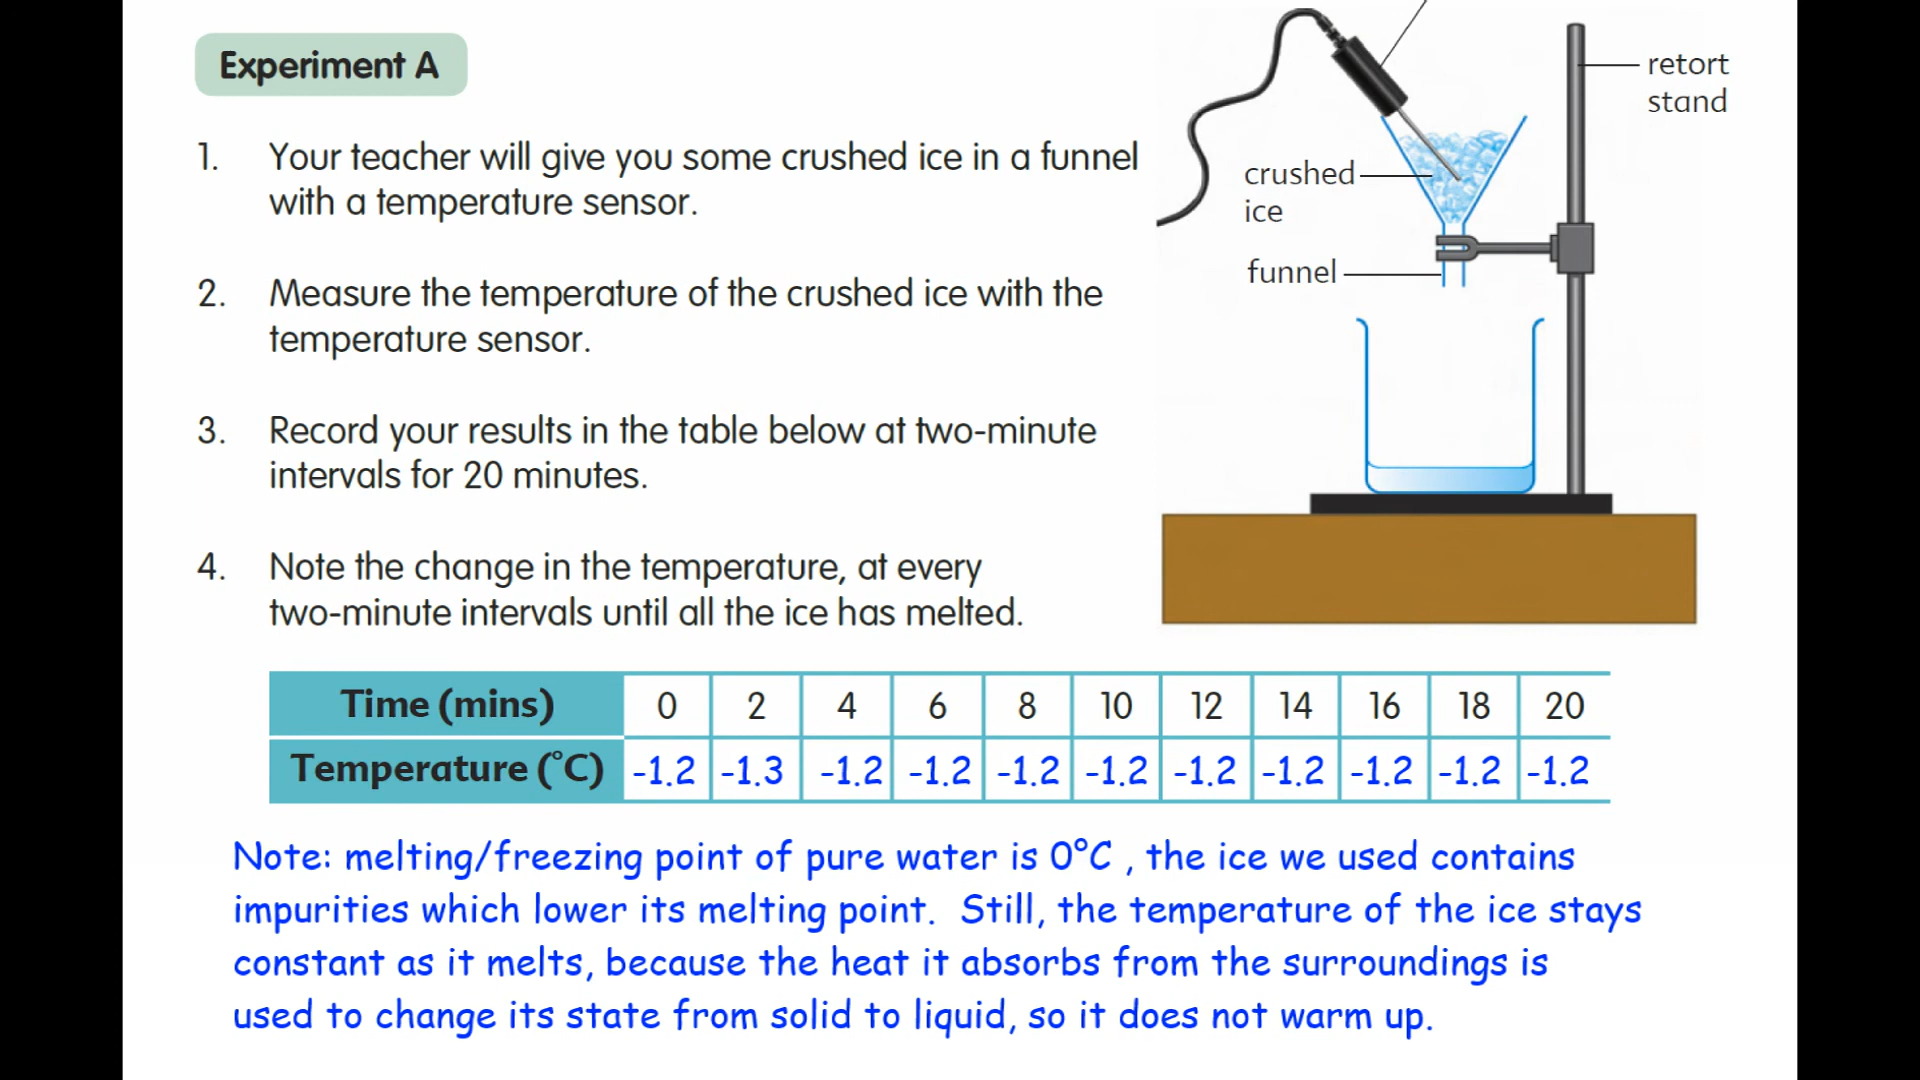 Experiment A
1. Your teacher will give you some crushed ice in a funnel
with a temperature sensor.
2. Measure the temperature of the crushed ice with the
temperature sensor.
3. Record your results in the table below at two-minute
intervals for 20 minutes.
4. Note the change in the temperature, at every
two-minute intervals until all the ice has melted.
retort
stand
crushed
ice
funnel
Time (mins) 0 2 4 6 8 10 12 14 16 18 20
Temperature (°C) -1.2 -1.3 -1.2 -1.2 -1.2 -1.2 -1.2 -1.2 -1.2 -1.2 -1.2
Note: melting/freezing point of pure water is 0°C , the ice we used contains
impurities which lower its melting point. Still, the temperature of the ice stays
constant as it melts, because the heat it absorbs from the surroundings is
used to change its state from solid to liquid, so it does not warm up.